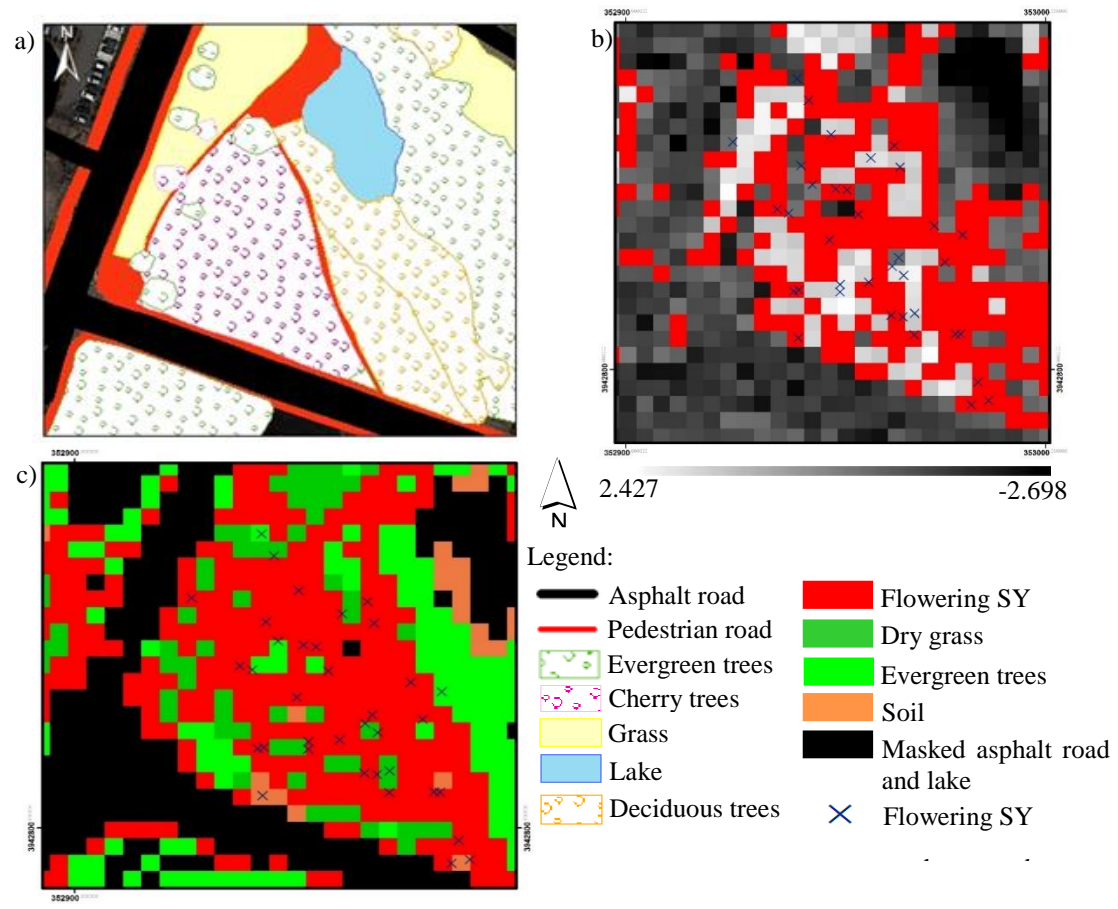 a)
N
b)
352900
353000
3942800
3942800
352900
353000
2.427
-2.698
c)
352900
3942800
3942800
352900
N
Legend:
Asphalt road
Pedestrian road
Evergreen trees
Cherry trees
Grass
Lake
Deciduous trees
Flowering SY
Dry grass
Evergreen trees
Soil
Masked asphalt road
and lake
Flowering SY